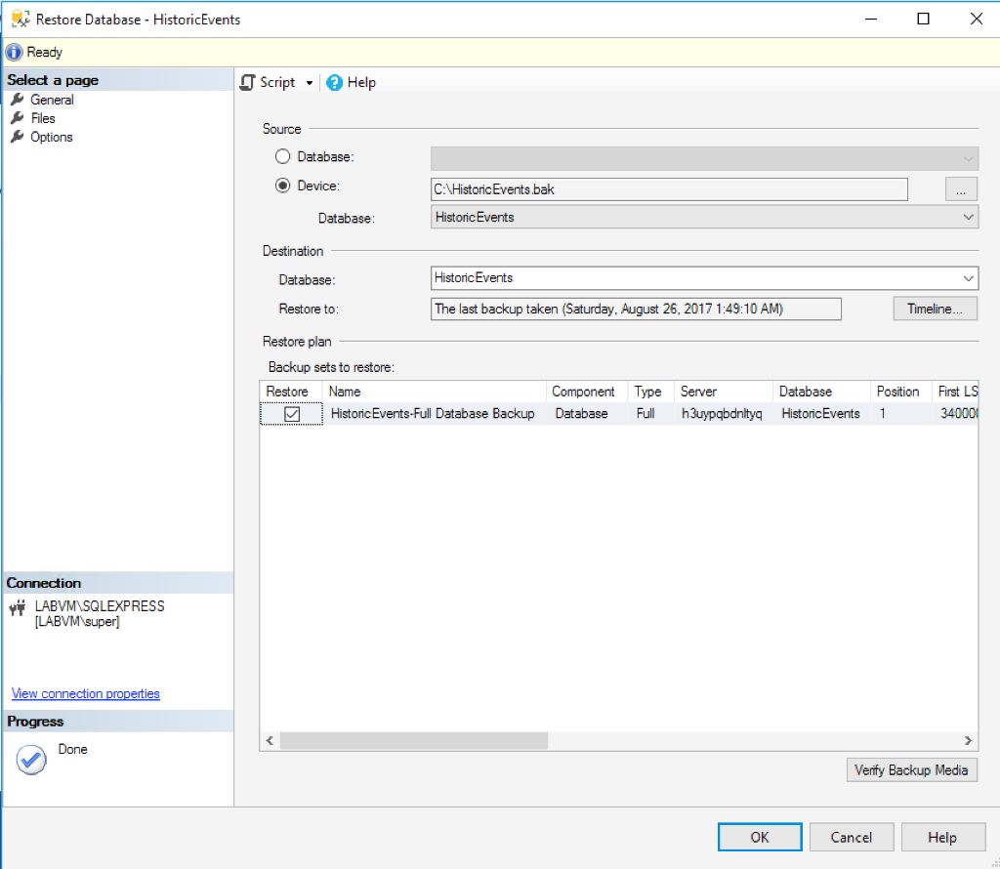 Restore Database - HistoricEvents
Ready
Select a page
General
Files
Options
Script
Help
Source
Database:
Device:
C:\HistoricEvents.bak
...
Database:
HistoricEvents
Destination
Database:
HistoricEvents
Restore to:
The last backup taken (Saturday, August 26, 2017 1:49:10 AM)
Timeline...
Restore plan
Backup sets to restore:
Restore Name Component Type Server Database Position First LS
HistoricEvents-Full Database Backup Database Full h3uypqbdnltyq HistoricEvents 1 34000
Connection
LABVM\SQLEXPRESS
[LABVM\super]
View connection properties
Progress
Done
Verify Backup Media
OK
Cancel
Help